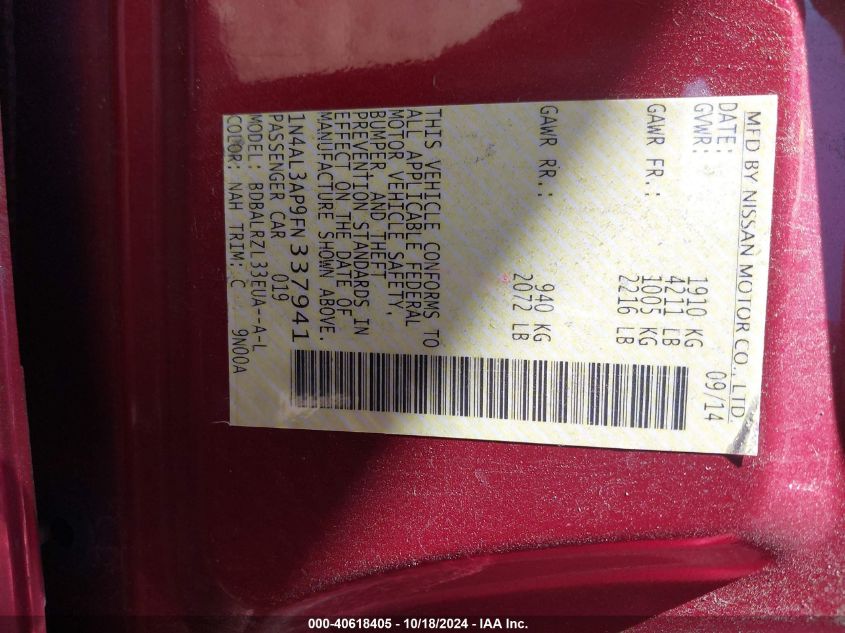 MFD BY NISSAN MOTOR CO., LTD.
DATE: 09/14
GVWR: 1910 KG
4211 LB
GAWR FR.: 1005 KG
2216 LB
GAWR RR.: 940 KG
2072 LB
THIS VEHICLE CONFORMS TO
ALL APPLICABLE FEDERAL
MOTOR VEHICLE SAFETY,
BUMPER, AND THEFT
PREVENTION STANDARDS IN
EFFECT ON THE DATE OF
MANUFACTURE SHOWN ABOVE.
1N4AL3AP9FN337941
PASSENGER CAR 019
MODEL: BDBALRZL33EUA--A-L
COLOR: NAH TRIM: C 9N00A
000-40618405 - 10/18/2024 - IAA Inc.